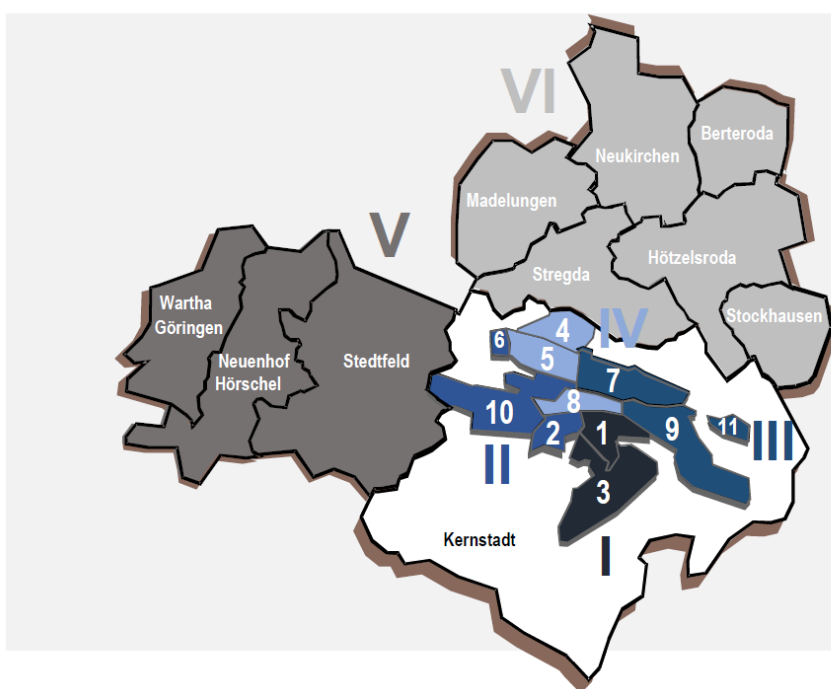 VI
Berteroda
Neukirchen
Madelungen
V
Hötzelsroda
Stregda
Wartha
Göringen
Stockhausen
IV
4
6
5
Neuenhof
Hörschel
Stedtfeld
7
8
10
11
9
2
1
III
II
3
Kernstadt
I